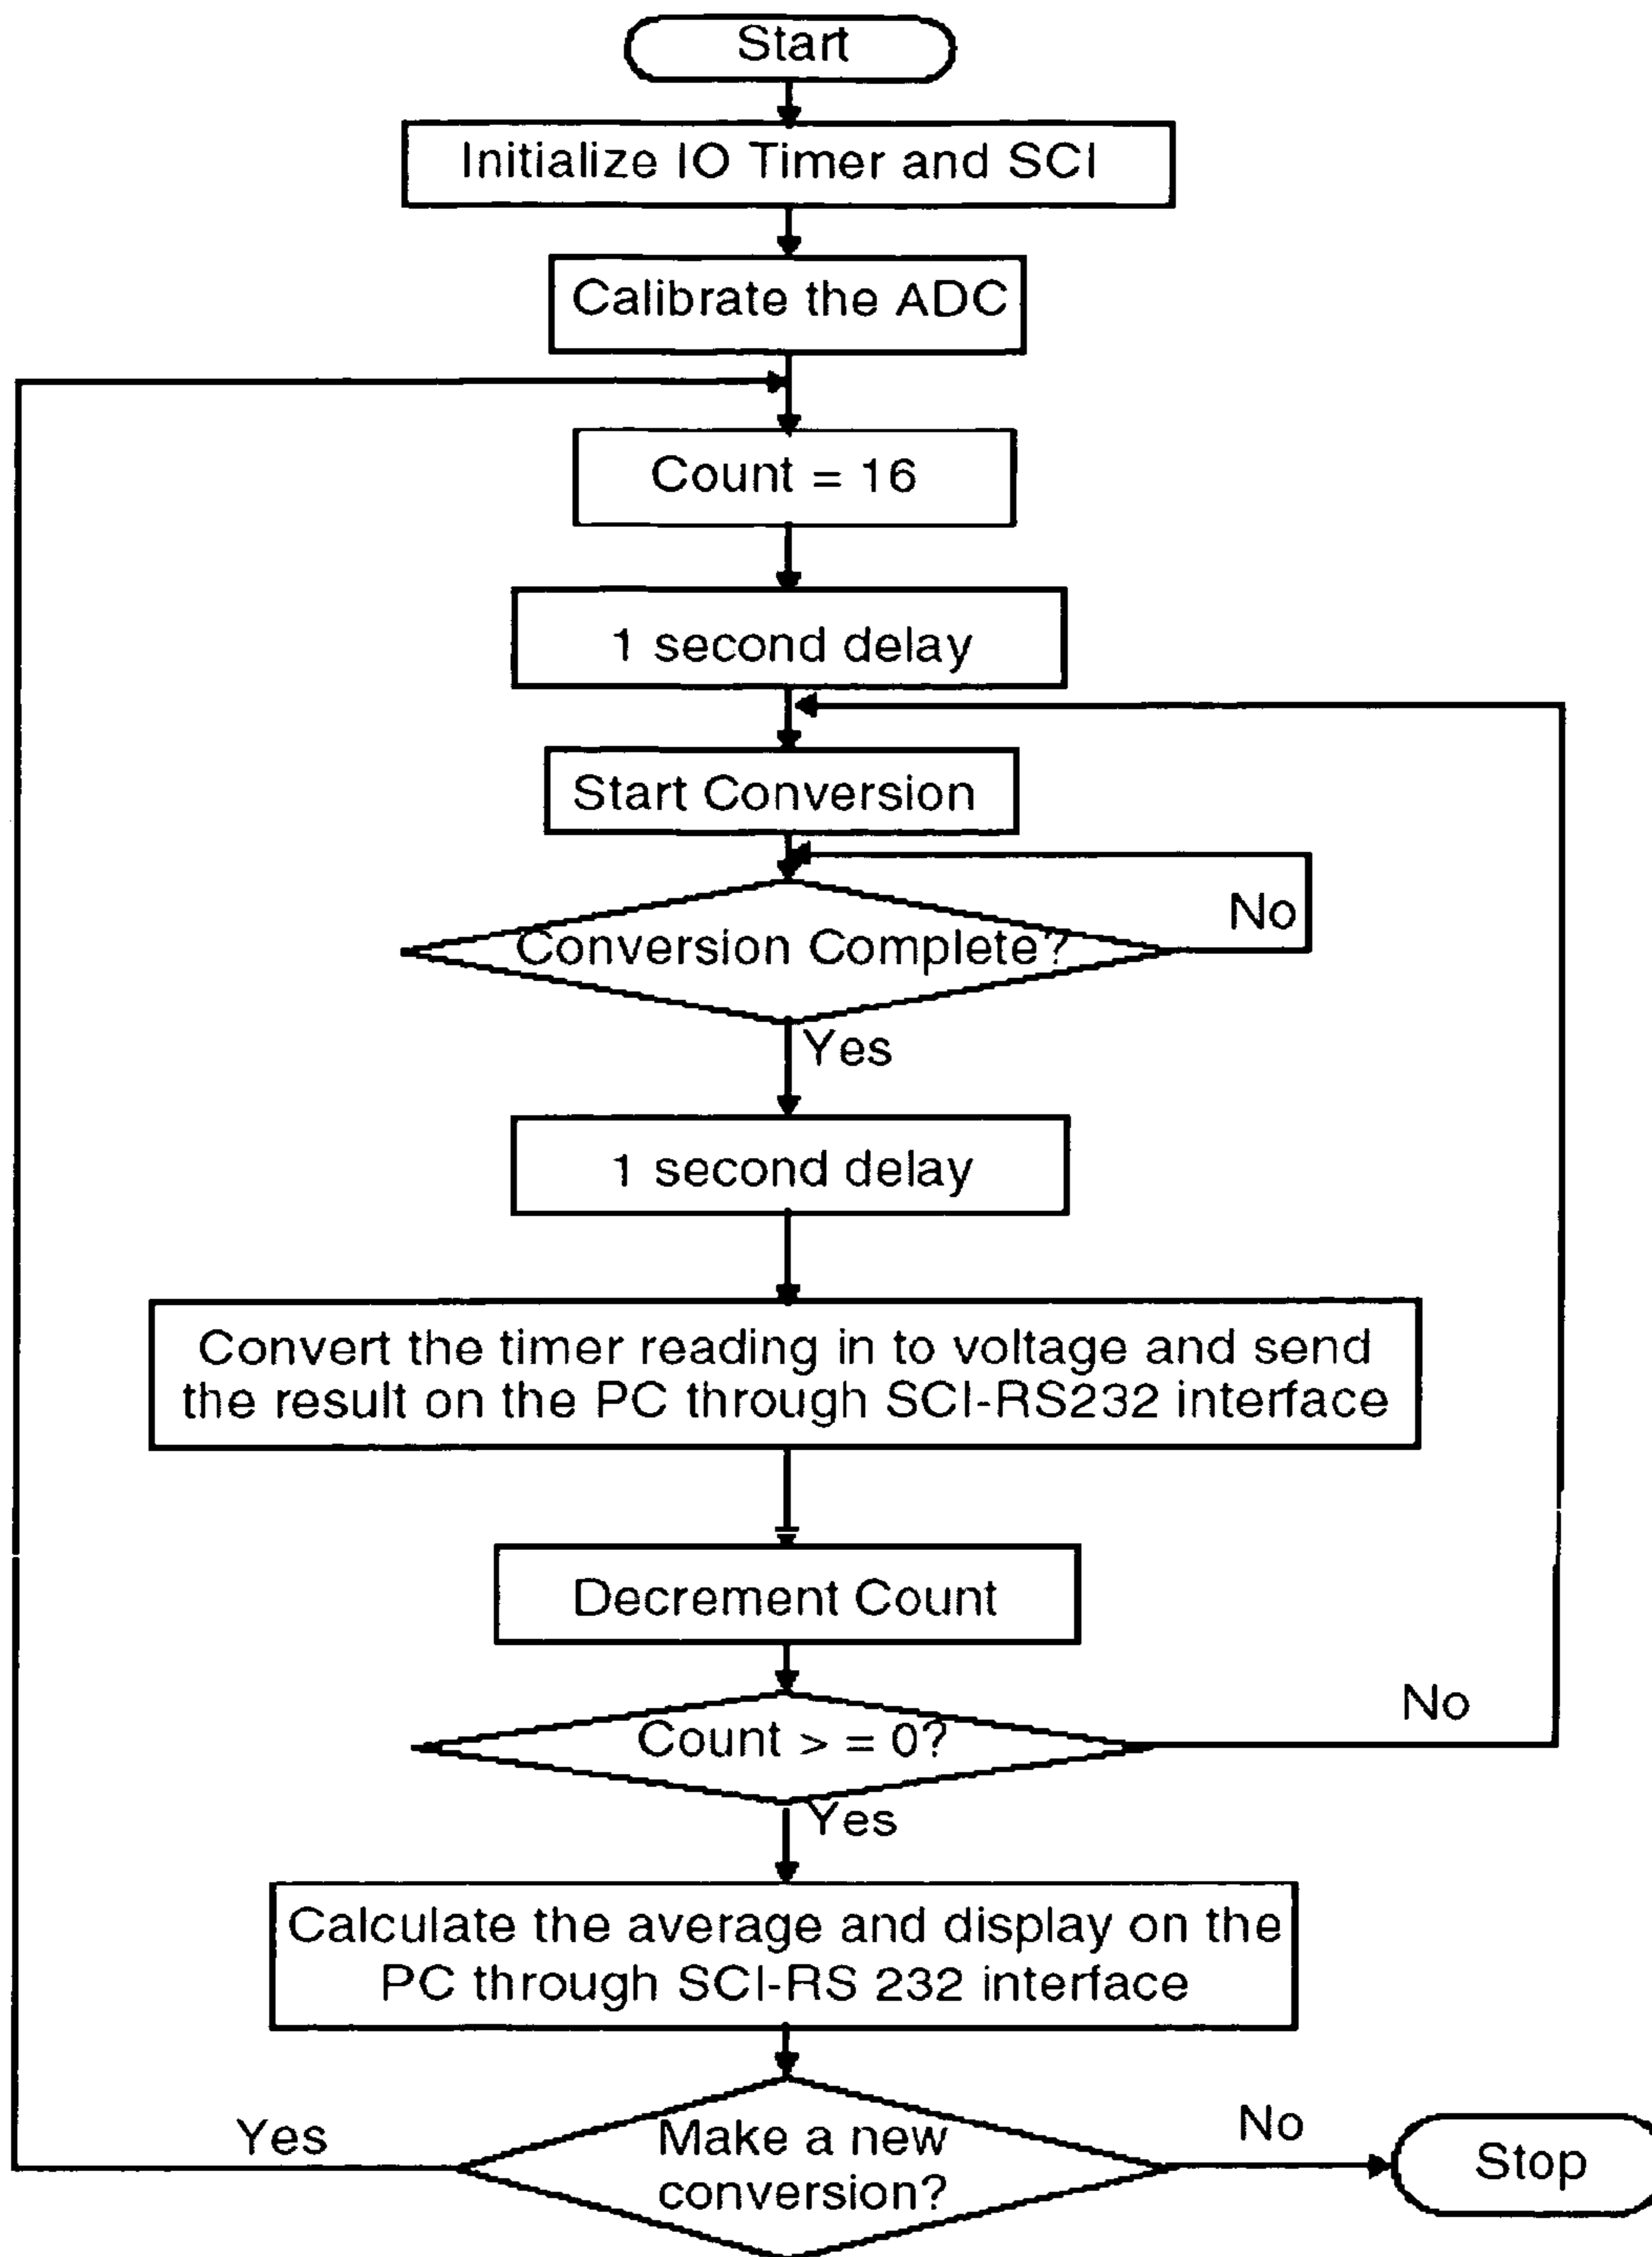 Start
Initialize IO Timer and SCI
Calibrate the ADC
Count = 16
1 second delay
Start Conversion
No
Conversion Complete?
Yes
1 second delay
Convert the timer reading in to voltage and send
the result on the PC through SCI-RS232 interface
Decrement Count
No
Count > = 0?
Yes
Calculate the average and display on the
PC through SCI-RS 232 interface
Yes
Make a new
conversion?
No
Stop